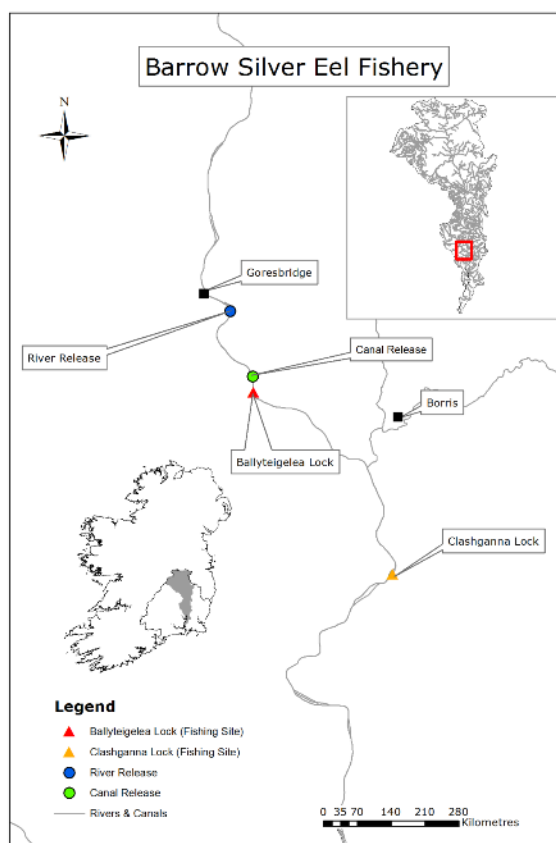 Barrow Silver Eel Fishery
N
Goresbridge
River Release
Canal Release
Borris
Ballyteigelea Lock
Clashganna Lock
Legend
Ballyteigelea Lock (Fishing Site)
Clashganna Lock (Fishing Site)
River Release
Canal Release
Rivers & Canals
0 35 70 140 210 280
Kilometres